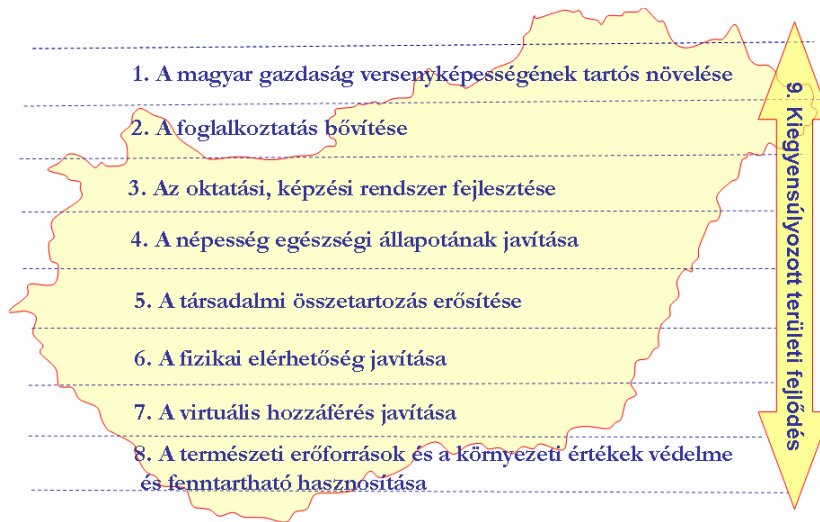 1. A magyar gazdaság versenyképességének tartós növelése
2. A foglalkoztatás bővítése
3. Az oktatási, képzési rendszer fejlesztése
4. A népesség egészségi állapotának javítása
5. A társadalmi összetartozás erősítése
6. A fizikai elérhetőség javítása
7. A virtuális hozzáférés javítása
8. A természeti erőforrások és a környezeti értékek védelme
és fenntartható hasznosítása
9. Kiegyensúlyozott területi fejlődés